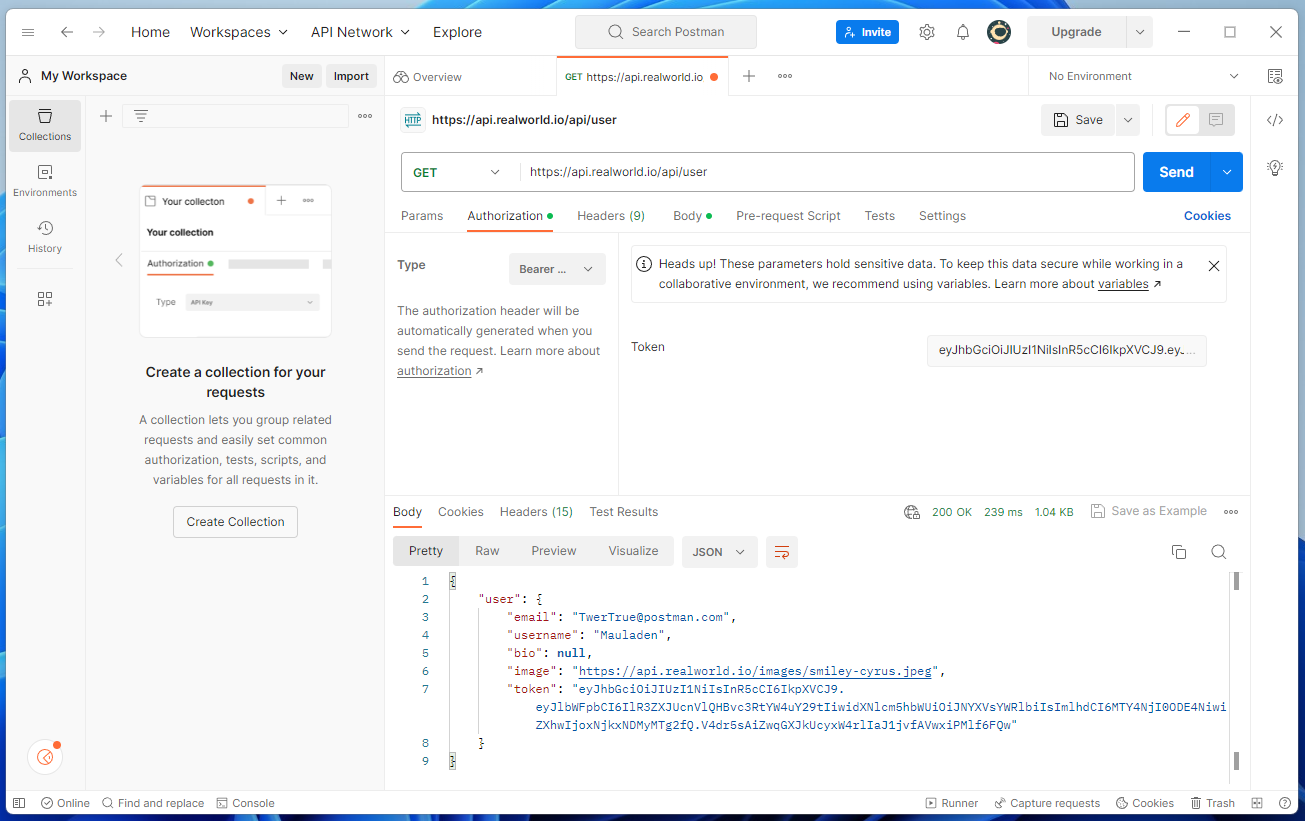 Home
Workspaces
API Network
Explore
Search Postman
Invite
Upgrade
My Workspace
New
Import
Overview
GET https://api.realworld.io
No Environment
Collections
Environments
History
Your collecton
Your collection
Authorization
Type
API Key
Create a collection for your
requests
A collection lets you group related
requests and easily set common
authorization, tests, scripts, and
variables for all requests in it.
Create Collection
HTTP
https://api.realworld.io/api/user
Save
GET
https://api.realworld.io/api/user
Send
Params
Authorization
Headers (9)
Body
Pre-request Script
Tests
Settings
Cookies
Type
Bearer ...
The authorization header will be
automatically generated when you
send the request. Learn more about
authorization ↗
Heads up! These parameters hold sensitive data. To keep this data secure while working in a
collaborative environment, we recommend using variables. Learn more about variables ↗
Token
eyJhbGciOiJIUzI1NiIsInR5cCI6IkpXVCJ9.ey...
Body
Cookies
Headers (15)
Test Results
200 OK
239 ms
1.04 KB
Save as Example
Pretty
Raw
Preview
Visualize
JSON
1 {
2 "user": {
3 "email": "TwerTrue@postman.com",
4 "username": "Mauladen",
5 "bio": null,
6 "image": "https://api.realworld.io/images/smiley-cyrus.jpeg",
7 "token": "eyJhbGciOiJIUzI1NiIsInR5cCI6IkpXVCJ9.
eyJlbWFpbCI6IlR3ZXJUcnVlQHBvc3RtYW4uY29tIiwidXNlcm5hbWUiOiJNYXVsYWRlbiIsImlhdCI6MTY4NjI0ODE4Niwi
ZXhwIjoxNjkxNDMyMTg2fQ.V4dr5sAiZwqGXJkUcyxW4rlIaJ1jvfAVwxiPMlf6FQw"
8 }
9 }
Online
Find and replace
Console
Runner
Capture requests
Cookies
Trash